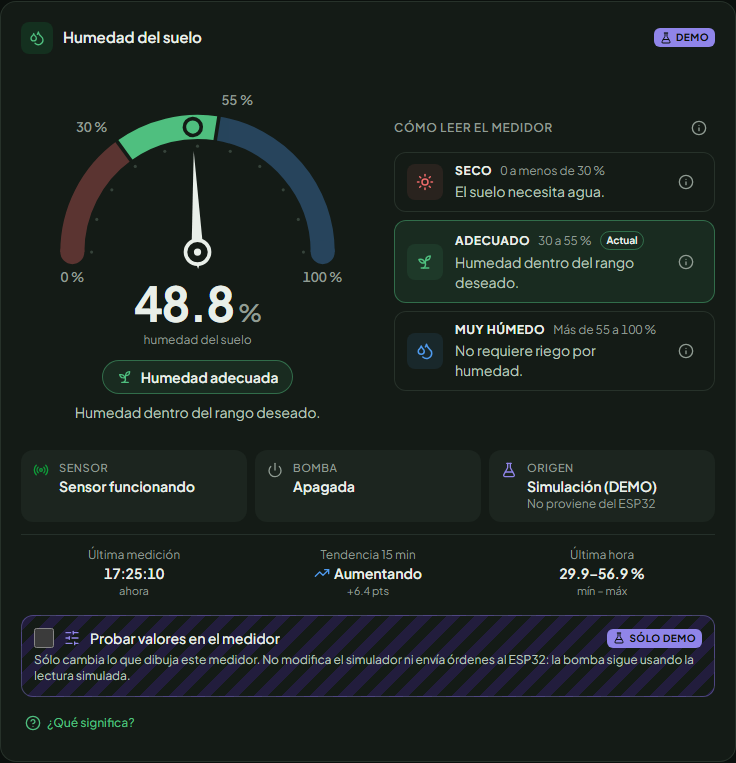 Humedad del suelo
DEMO
55 %
30 %
0 %
100 %
48.8 %
humedad del suelo
Humedad adecuada
Humedad dentro del rango deseado.
CÓMO LEER EL MEDIDOR
SECO 0 a menos de 30 %
El suelo necesita agua.
ADECUADO 30 a 55 % Actual
Humedad dentro del rango
deseado.
MUY HÚMEDO Más de 55 a 100 %
No requiere riego por
humedad.
SENSOR
Sensor funcionando
BOMBA
Apagada
ORIGEN
Simulación (DEMO)
No proviene del ESP32
Última medición
17:25:10
ahora
Tendencia 15 min
Aumentando
+6.4 pts
Última hora
29.9–56.9 %
mín – máx
Probar valores en el medidor
SÓLO DEMO
Sólo cambia lo que dibuja este medidor. No modifica el simulador ni envía órdenes al ESP32: la bomba sigue usando la
lectura simulada.
¿Qué significa?